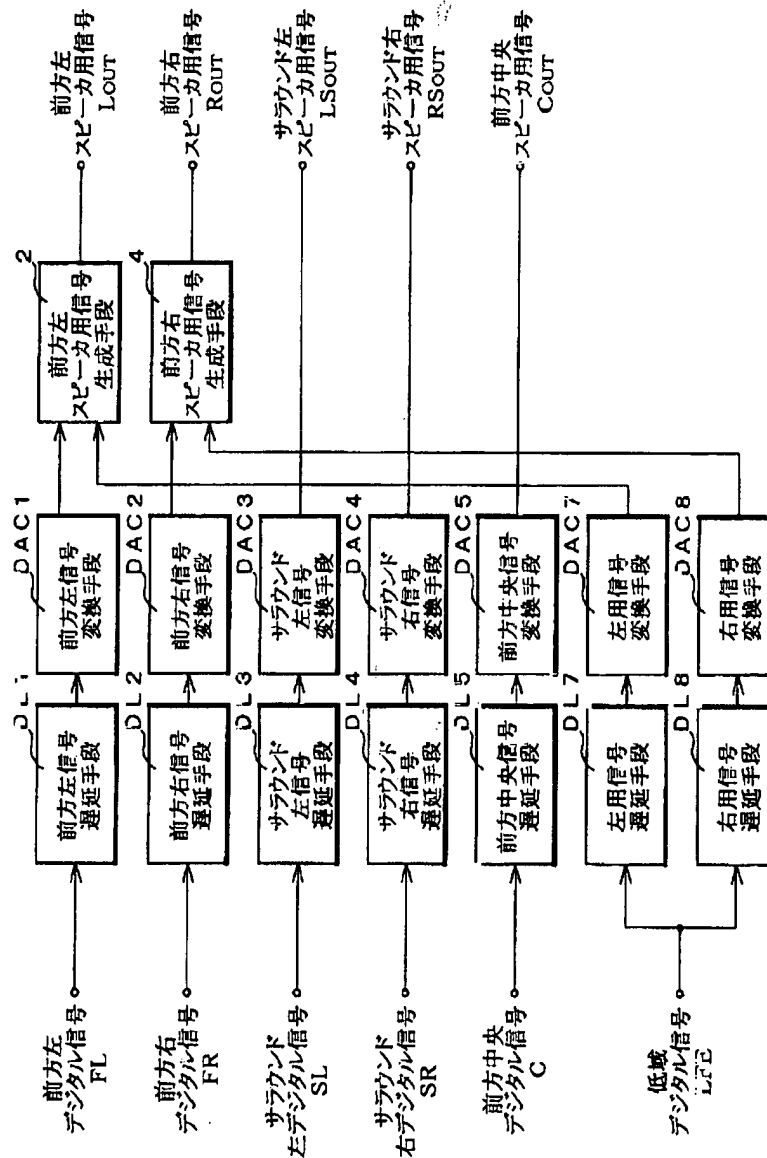 前方左
デジタル信号
FL
DL1
前方左信号
遅延手段
DAC1
前方左信号
変換手段
2
前方左
スピーカ用信号
生成手段
前方左
スピーカ用信号
LOUT
前方右
デジタル信号
FR
DL2
前方右信号
遅延手段
DAC2
前方右信号
変換手段
4
前方右
スピーカ用信号
生成手段
前方右
スピーカ用信号
ROUT
サラウンド
左デジタル信号
SL
DL3
サラウンド
左信号
遅延手段
DAC3
サラウンド
左信号
変換手段
サラウンド左
スピーカ用信号
LSOUT
サラウンド
右デジタル信号
SR
DL4
サラウンド
右信号
遅延手段
DAC4
サラウンド
右信号
変換手段
サラウンド右
スピーカ用信号
RSOUT
前方中央
デジタル信号
C
DL5
前方中央信号
遅延手段
DAC5
前方中央信号
変換手段
前方中央
スピーカ用信号
COUT
低域
デジタル信号
LFE
DL7
左用信号
遅延手段
DAC7
左用信号
変換手段
DL8
右用信号
遅延手段
DAC8
右用信号
変換手段